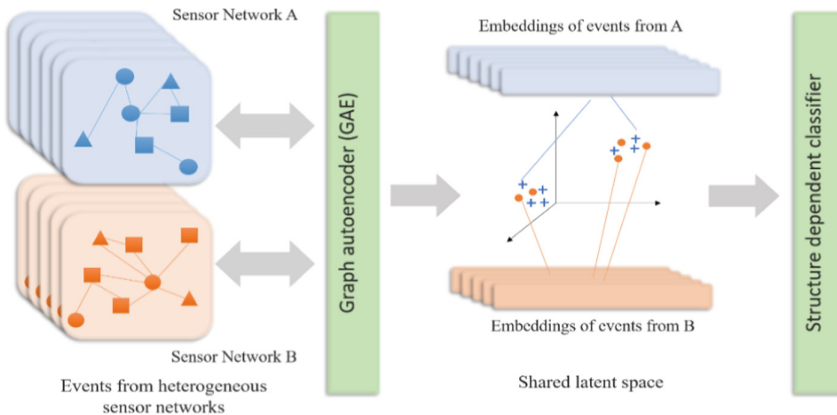 Sensor Network A
Sensor Network B
Events from heterogeneous
sensor networks
Graph autoencoder (GAE)
Embeddings of events from A
Embeddings of events from B
Shared latent space
Structure dependent classifier